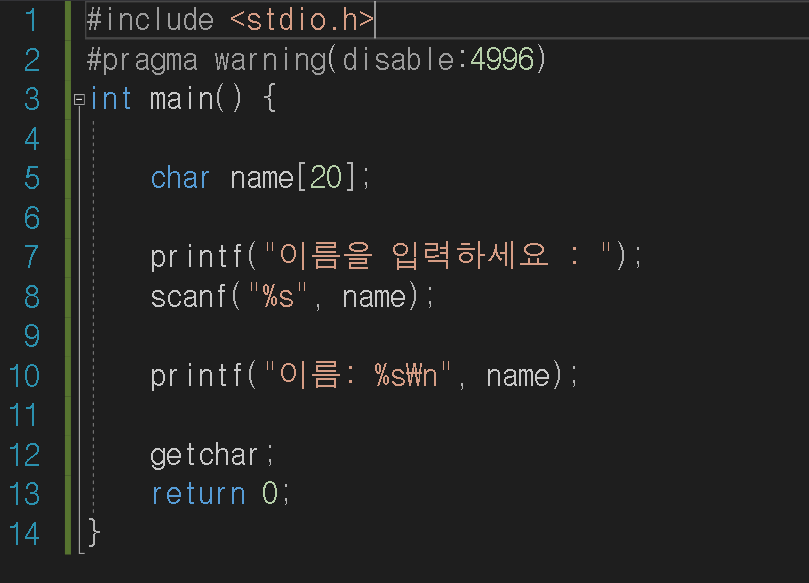 1 #include <stdio.h>
2 #pragma warning(disable:4996)
3 int main() {
4
5 char name[20];
6
7 printf("이름을 입력하세요 : ");
8 scanf("%s", name);
9
10 printf("이름: %s₩n", name);
11
12 getchar;
13 return 0;
14 }